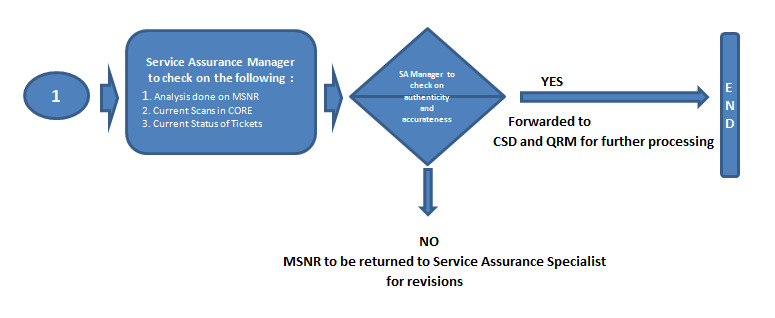 1
Service Assurance Manager
to check on the following :
1. Analysis done on MSNR
2. Current Scans in CORE
3. Current Status of Tickets
SA Manager to
check on
authenticity
and
accurateness
YES
Forwarded to
CSD and QRM for further processing
E
N
D
NO
MSNR to be returned to Service Assurance Specialist
for revisions